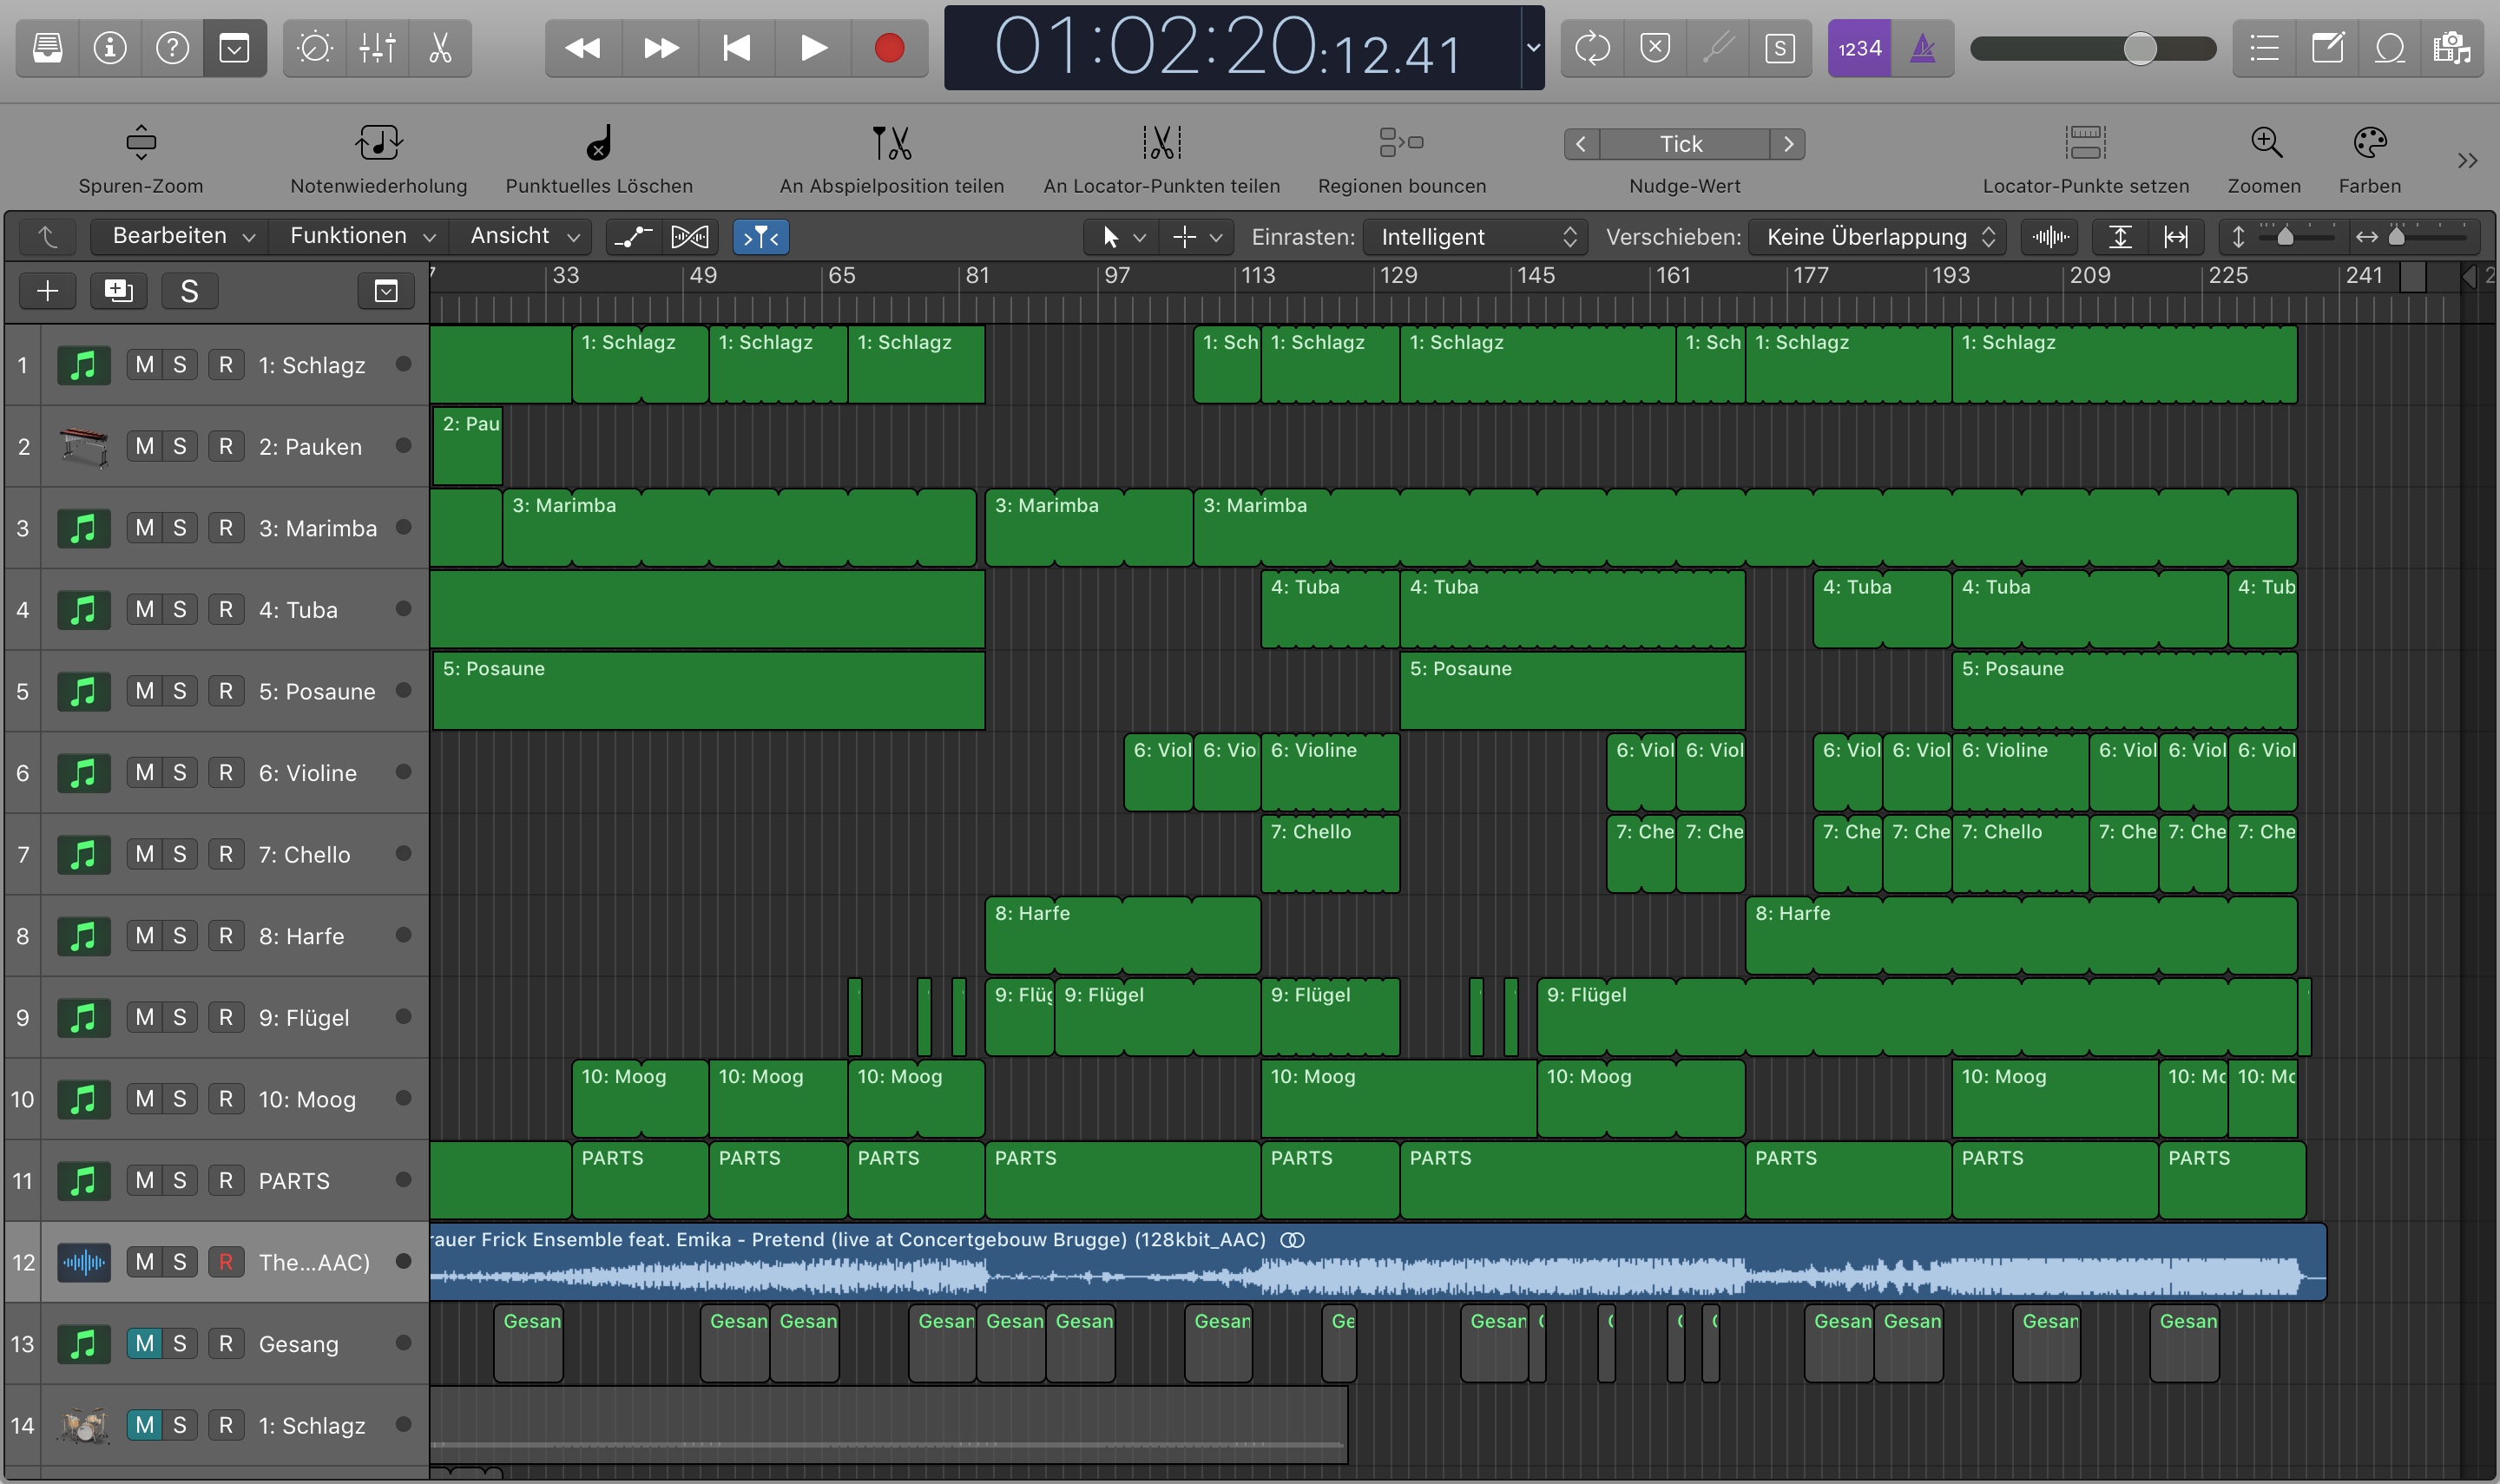 01:02:20:12.41
S
1234
Spuren-Zoom
Notenwiederholung
Punktuelles Löschen
An Abspielposition teilen
An Locator-Punkten teilen
Regionen bouncen
Tick
Nudge-Wert
Locator-Punkte setzen
Zoomen
Farben
Bearbeiten Funktionen Ansicht Einrasten: Intelligent Verschieben: Keine Überlappung
S
33 49 65 81 97 113 129 145 161 177 193 209 225 241
1 M S R 1: Schlagz 1: Schlagz 1: Schlagz 1: Schlagz 1: Sch 1: Schlagz 1: Schlagz 1: Sch 1: Schlagz 1: Schlagz
2 M S R 2: Pauken 2: Pau
3 M S R 3: Marimba 3: Marimba 3: Marimba 3: Marimba
4 M S R 4: Tuba 4: Tuba 4: Tuba 4: Tuba 4: Tuba 4: Tub
5 M S R 5: Posaune 5: Posaune 5: Posaune 5: Posaune
6 M S R 6: Violine 6: Viol 6: Vio 6: Violine 6: Viol 6: Viol 6: Viol 6: Viol 6: Violine 6: Viol 6: Viol 6: Viol
7 M S R 7: Chello 7: Chello 7: Che 7: Che 7: Che 7: Che 7: Chello 7: Che 7: Che 7: Che
8 M S R 8: Harfe 8: Harfe 8: Harfe
9 M S R 9: Flügel 9: Flüg 9: Flügel 9: Flügel 9: Flügel
10 M S R 10: Moog 10: Moog 10: Moog 10: Moog 10: Moog 10: Moog 10: Moog 10: Mo 10: Mo
11 M S R PARTS PARTS PARTS PARTS PARTS PARTS PARTS PARTS PARTS PARTS
12 M S R The...AAC) rauer Frick Ensemble feat. Emika - Pretend (live at Concertgebouw Brugge) (128kbit_AAC)
13 M S R Gesang Gesan Gesan Gesan Gesan Gesan Gesan Gesan Ge Gesan Gesan Gesan Gesan Gesan
14 M S R 1: Schlagz